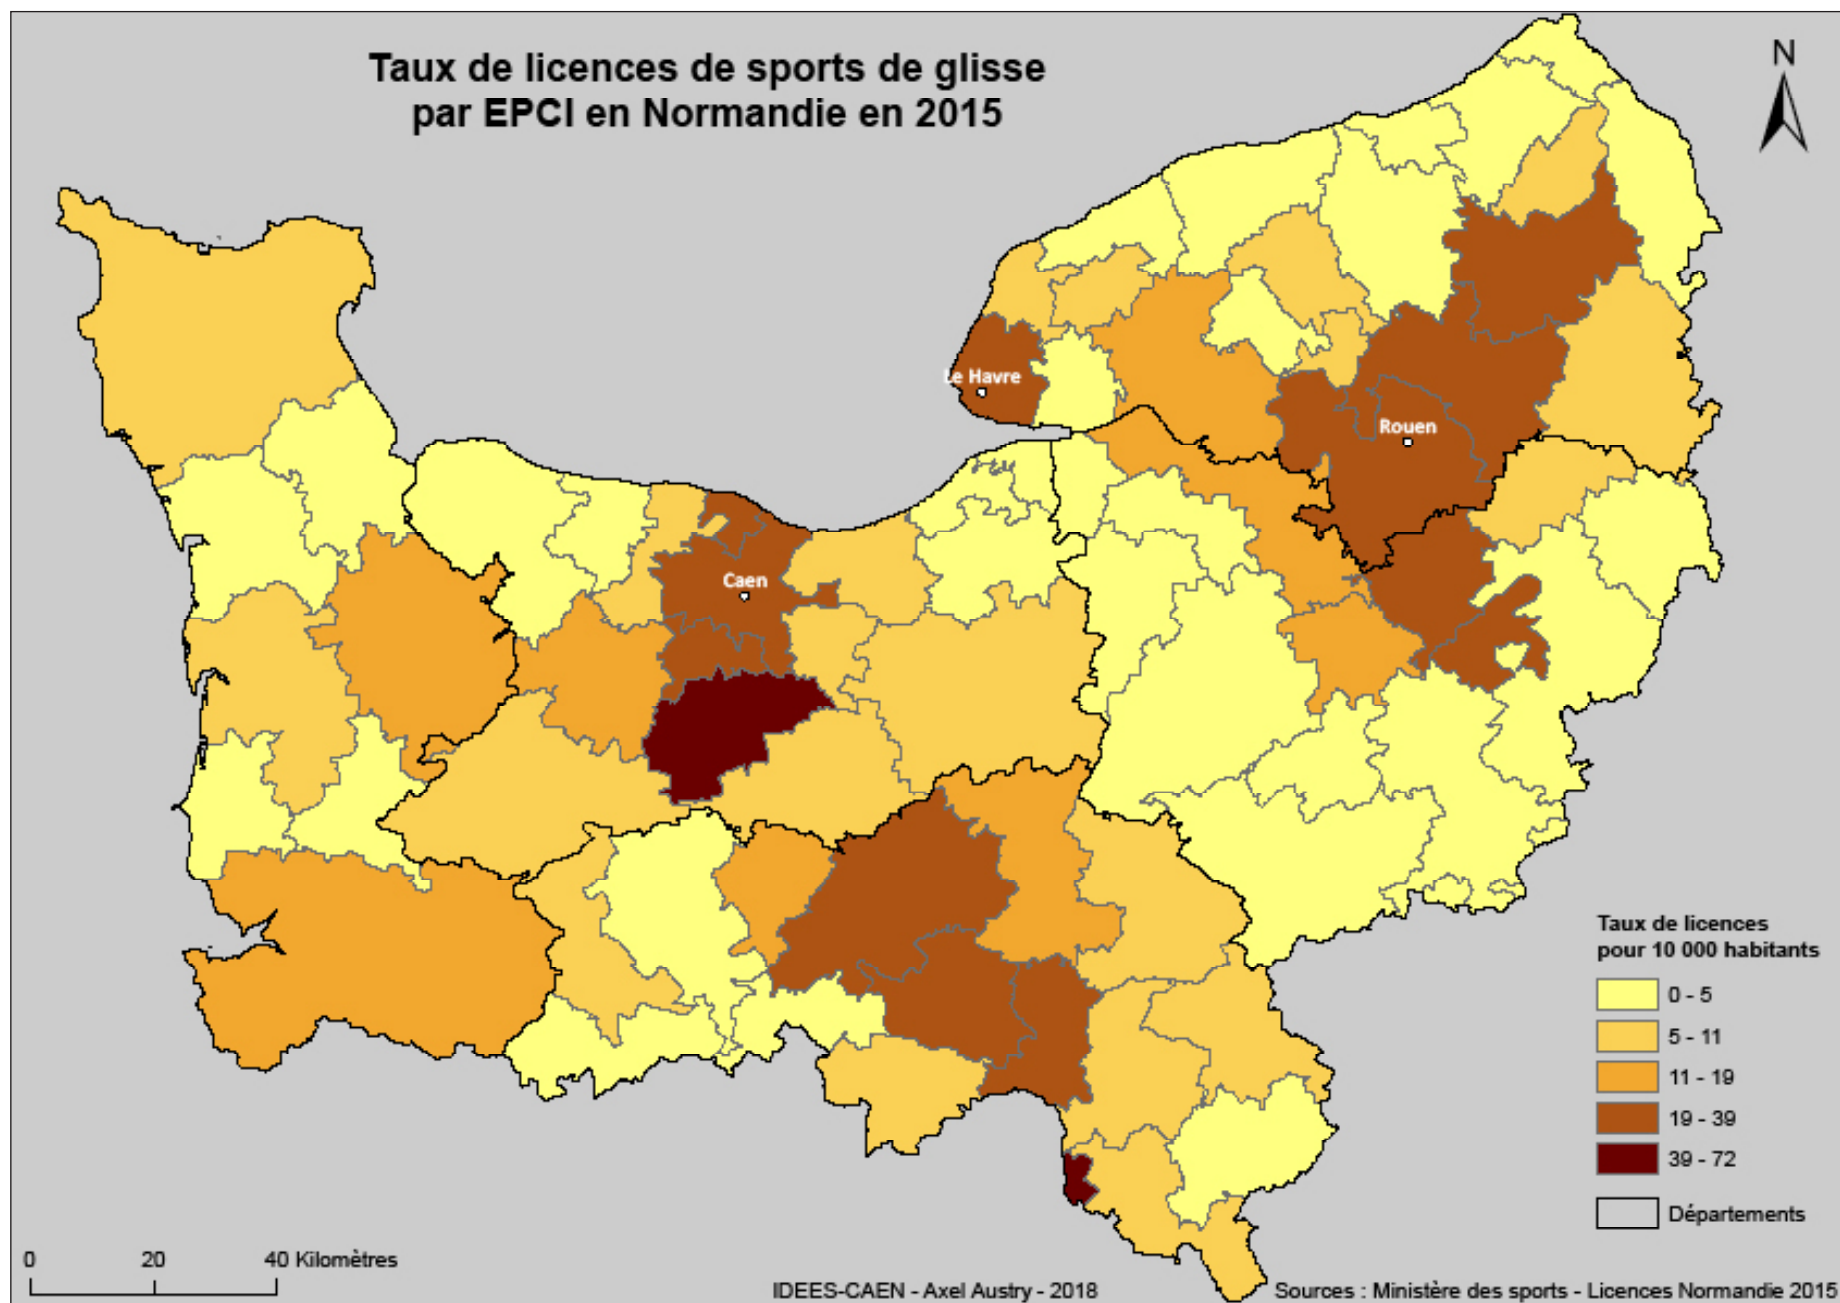 Taux de licences de sports de glisse
par EPCI en Normandie en 2015
N
Le Havre
Rouen
Caen
Taux de licences
pour 10 000 habitants
0 - 5
5 - 11
11 - 19
19 - 39
39 - 72
Départements
0 20 40 Kilomètres
IDEES-CAEN - Axel Austry - 2018
Sources : Ministère des sports - Licences Normandie 2015